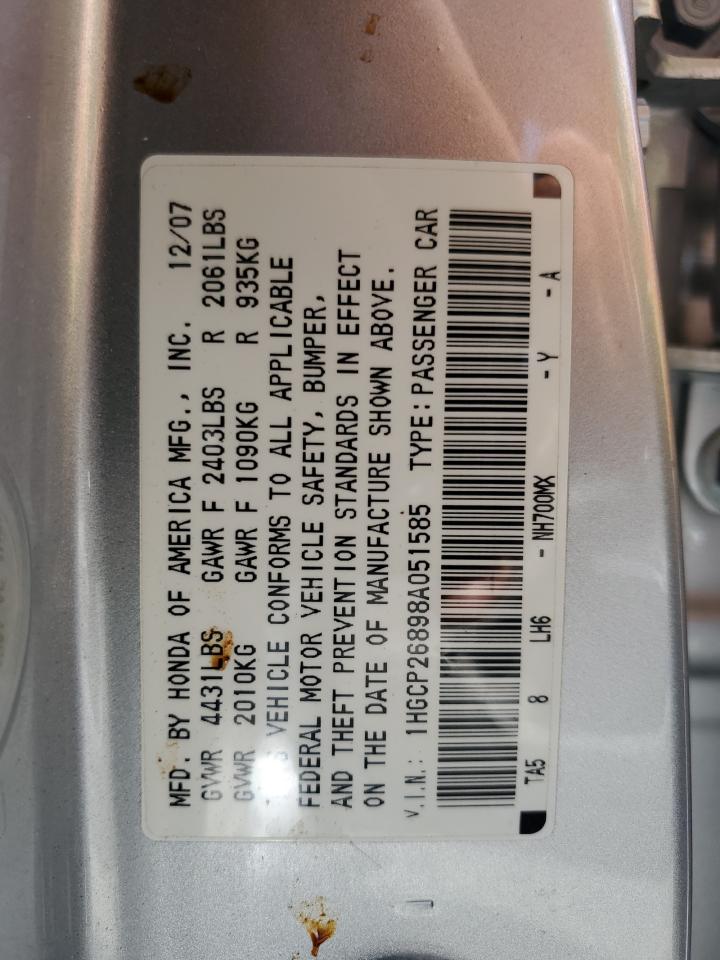 MFD. BY HONDA OF AMERICA MFG., INC. 12/07
GVWR 4431LBS GAWR F 2403LBS R 2061LBS
GVWR 2010KG GAWR F 1090KG R 935KG
VEHICLE CONFORMS TO ALL APPLICABLE
FEDERAL MOTOR VEHICLE SAFETY, BUMPER,
AND THEFT PREVENTION STANDARDS IN EFFECT
ON THE DATE OF MANUFACTURE SHOWN ABOVE.
V.I.N.: 1HGCP26898A051585 TYPE: PASSENGER CAR
TA5 8 LH6 - NH700MX - Y - A